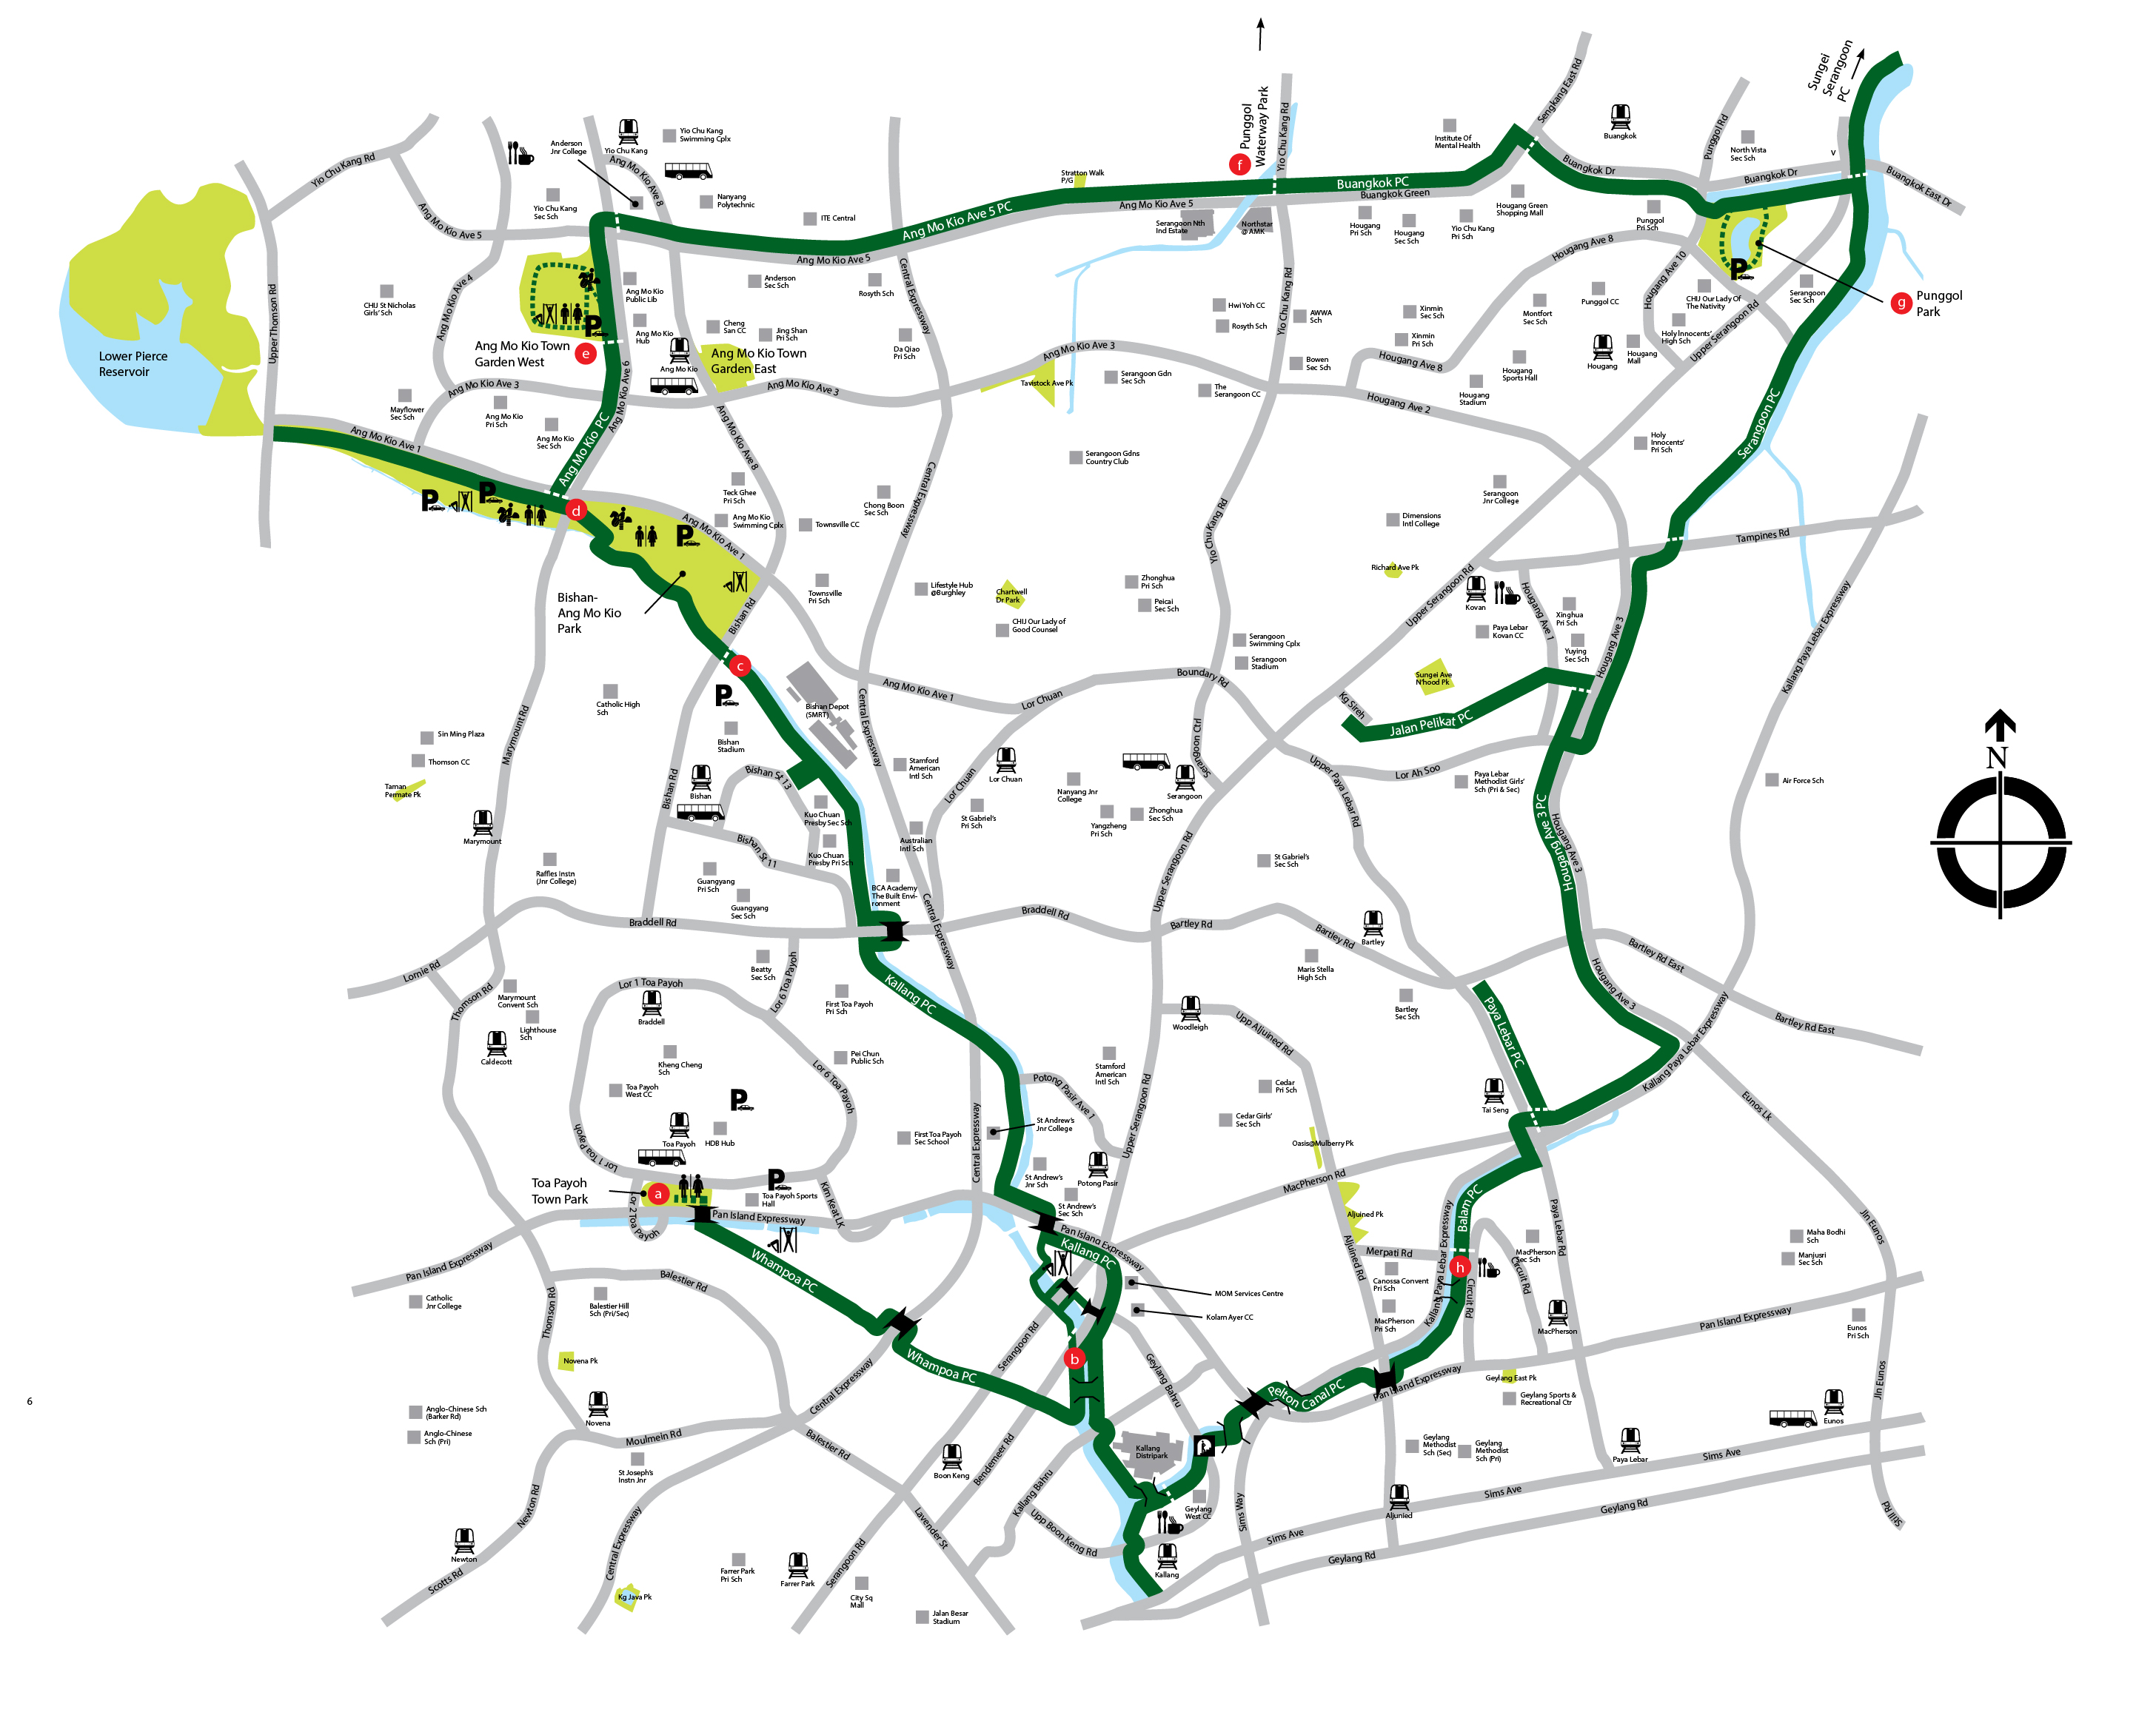 Sungei
Serangoon
PC
f
Punggol
Waterway Park
Yio Chu Kang Rd
Sengkang East Rd
Buangkok
Punggol Rd
North Vista
Sec Sch
V
Buangkok Dr
Buangkok Dr
Buangkok East Dr
Institute Of
Mental Health
Anderson
Jnr College
Yio Chu Kang
Yio Chu Kang
Swimming Cplx
Ang Mo Kio Ave 8
Nanyang
Polytechnic
Yio Chu Kang
Sec Sch
ITE Central
Yio Chu Kang Rd
Ang Mo Kio Ave 5
Ang Mo Kio Ave 5
Ang Mo Kio Ave 5 PC
Stratton Walk
P/G
Ang Mo Kio Ave 5
Serangoon Nth
Ind Estate
Northstar
@ AMK
Buangkok PC
Buangkok Green
Hougang
Pri Sch
Hougang
Sec Sch
Yio Chu Kang
Pri Sch
Hougang Green
Shopping Mall
Punggol
Pri Sch
Hougang Ave 8
Hougang Ave 10
g
Punggol
Park
Serangoon
Sec Sch
CHIJ Our Lady Of
The Nativity
Holy Innocents'
High Sch
Upper Serangoon Rd
Punggol CC
Montfort
Sec Sch
Hougang
Hougang
Mall
Hougang
Sports Hall
Hougang
Stadium
Hougang Ave 8
Xinmin
Sec Sch
Xinmin
Pri Sch
AWWA
Sch
Bowen
Sec Sch
Hwi Yoh CC
Rosyth Sch
Yio Chu Kang Rd
The
Serangoon CC
Serangoon Gdn
Sec Sch
Hougang Ave 2
Ang Mo Kio Ave 3
Tavistock Ave Pk
Upper Thomson Rd
CHIJ St Nicholas
Girls' Sch
Ang Mo Kio Ave 4
Ang Mo Kio
Public Lib
Anderson
Sec Sch
Rosyth Sch
Central Expressway
Da Qiao
Pri Sch
Cheng
San CC
Jing Shan
Pri Sch
Ang Mo Kio
Hub
Ang Mo Kio
Ang Mo Kio Town
Garden East
Ang Mo Kio Town
Garden West
e
Ang Mo Kio Ave 6
Ang Mo Kio Ave 3
Ang Mo Kio Ave 3
Lower Pierce
Reservoir
Mayflower
Sec Sch
Ang Mo Kio
Pri Sch
Ang Mo Kio
Sec Sch
Ang Mo Kio PC
Ang Mo Kio Ave 1
Ang Mo Kio Ave 8
d
Teck Ghee
Pri Sch
Ang Mo Kio
Swimming Cplx
Ang Mo Kio Ave 1
Townsville CC
Chong Boon
Sec Sch
Central Expressway
Serangoon Gdns
Country Club
Serangoon PC
Holy
Innocents'
Pri Sch
Serangoon
Jnr College
Dimensions
Intl College
Tampines Rd
Richard Ave Pk
Yio Chu Kang Rd
Upper Serangoon Rd
Kovan
Hougang Ave 1
Xinghua
Pri Sch
Paya Lebar
Kovan CC
Yuying
Sec Sch
Hougang Ave 3
Kallang Paya Lebar Expressway
Townsville
Pri Sch
Lifestyle Hub
@Burghley
Chartwell
Dr Park
CHIJ Our Lady of
Good Counsel
Zhonghua
Pri Sch
Peicai
Sec Sch
Bishan-
Ang Mo Kio
Park
Bishan Rd
c
Serangoon
Swimming Cplx
Serangoon
Stadium
Sungei Ave
N'hood Pk
Kg Sireh
Jalan Pelikat PC
Boundary Rd
Lor Chuan
Ang Mo Kio Ave 1
Bishan Depot
(SMRT)
Catholic High
Sch
Marymount Rd
Bishan
Stadium
Sin Ming Plaza
Thomson CC
Taman
Permate Pk
Marymount
Bishan
Bishan Rd
Bishan St 13
Central Expressway
Stamford
American
Intl Sch
Lor Chuan
Lor Chuan
St Gabriel's
Pri Sch
Nanyang Jnr
College
Yangzheng
Pri Sch
Zhonghua
Sec Sch
Serangoon
Serangoon Ctrl
Upper Paya Lebar Rd
Lor Ah Soo
Paya Lebar
Methodist Girls'
Sch (Pri & Sec)
Air Force Sch
Hougang Ave 3 PC
Hougang Ave 3
N
Kuo Chuan
Presby Sec Sch
Kuo Chuan
Presby Pri Sch
Australian
Intl Sch
Bishan St 11
Raffles Instn
(Jnr College)
Guangyang
Pri Sch
Guangyang
Sec Sch
BCA Academy
The Built Envi-
ronment
Central Expressway
Upper Serangoon Rd
St Gabriel's
Sec Sch
Braddell Rd
Braddell Rd
Bartley Rd
Bartley Rd
Bartley
Bartley Rd East
Bartley Rd East
Lornie Rd
Thomson Rd
Marymount
Convent Sch
Lighthouse
Sch
Caldecott
Beatty
Sec Sch
Lor 6 Toa Payoh
Lor 1 Toa Payoh
Braddell
First Toa Payoh
Pri Sch
Kallang PC
Maris Stella
High Sch
Bartley
Sec Sch
Woodleigh
Upp Aljuined Rd
Paya Lebar PC
Hougang Ave 3
Kheng Cheng
Sch
Toa Payoh
West CC
Pei Chun
Public Sch
Lor 6 Toa Payoh
Potong Pasir Ave 1
Stamford
American
Intl Sch
Cedar
Pri Sch
Cedar Girls'
Sec Sch
Tai Seng
Kallang Paya Lebar Expressway
Eunos Lk
Toa Payoh
HDB Hub
First Toa Payoh
Sec School
St Andrew's
Jnr College
Central Expressway
Upper Serangoon Rd
Oasis@Mulberry Pk
Lor 1 Toa Payoh
Toa Payoh
Town Park
a
Lor 2 Toa Payoh
Toa Payoh Sports
Hall
Kim Keat LK
Pan Island Expressway
St Andrew's
Jnr Sch
Potong Pasir
St Andrew's
Sec Sch
MacPherson Rd
Aljuined Pk
Balam PC
Paya Lebar Rd
Jln Eunos
Pan Island Expressway
Whampoa PC
Pan Island Expressway
Kallang PC
Merpati Rd
Aljuined Rd
h
MacPherson
Sec Sch
Maha Bodhi
Sch
Manjusri
Sec Sch
Balestier Rd
Catholic
Jnr College
Balestier Hill
Sch (Pri/Sec)
Thomson Rd
MOM Services Centre
Kolam Ayer CC
Canossa Convent
Pri Sch
MacPherson
Pri Sch
Kallang Paya Lebar Expressway
Circuit Rd
Circuit Rd
MacPherson
Pan Island Expressway
Eunos
Pri Sch
Novena Pk
Whampoa PC
Serangoon Rd
b
Geylang Bahru
Pelton Canal PC
Pan Island Expressway
Geylang East Pk
Geylang Sports &
Recreational Ctr
Jln Eunos
6
Anglo-Chinese Sch
(Barker Rd)
Anglo-Chinese
Sch (Pri)
Novena
Moulmein Rd
Central Expressway
Balestier Rd
St Joseph's
Instn Jnr
Boon Keng
Bendemeer Rd
Kallang
Distripark
Geylang
Methodist
Sch (Sec)
Geylang
Methodist
Sch (Pri)
Paya Lebar
Eunos
Sims Ave
Newton Rd
Central Expressway
Kallang Bahru
Upp Boon Keng Rd
Geylang
West CC
Sims Way
Aljunied
Sims Ave
Sims Ave
Geylang Rd
Still Rd
Newton
Scotts Rd
Farrer Park
Pri Sch
Farrer Park
Lavender St
Serangoon Rd
Kallang
Geylang Rd
Kg Java Pk
City Sq
Mall
Jalan Besar
Stadium